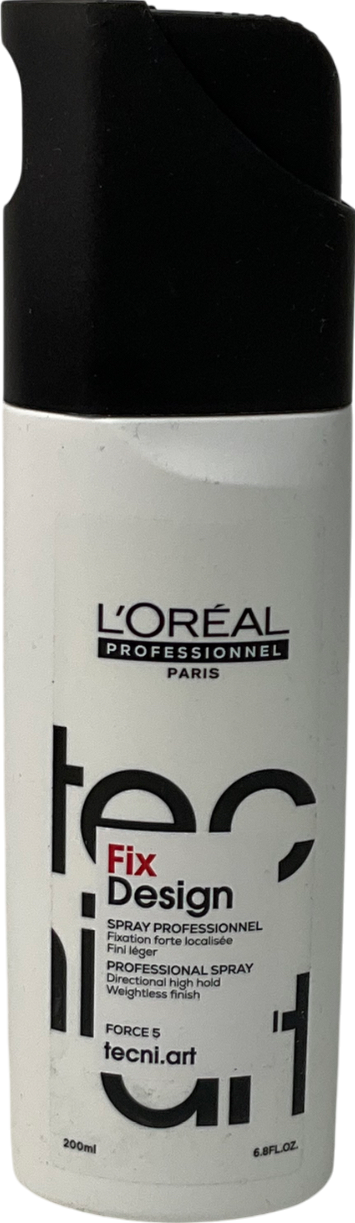 L'ORÉAL
PROFESSIONNEL
PARIS
tec
Fix
Design
SPRAY PROFESSIONNEL
Fixation forte localisée
Fini léger
PROFESSIONAL SPRAY
Directional high hold
Weightless finish
ni
FORCE 5
tecni.art
art
200ml
6.8FL.OZ.